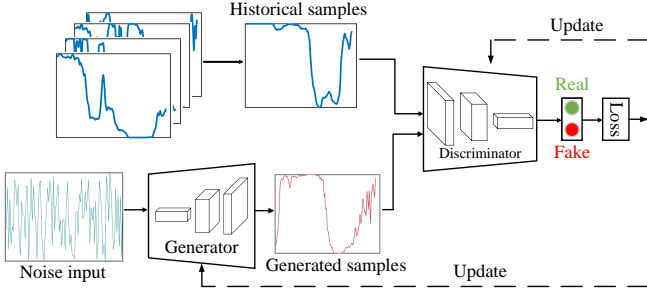 Historical samples
Update
Real
Loss
Discriminator
Fake
Generator
Noise input
Generated samples
Update